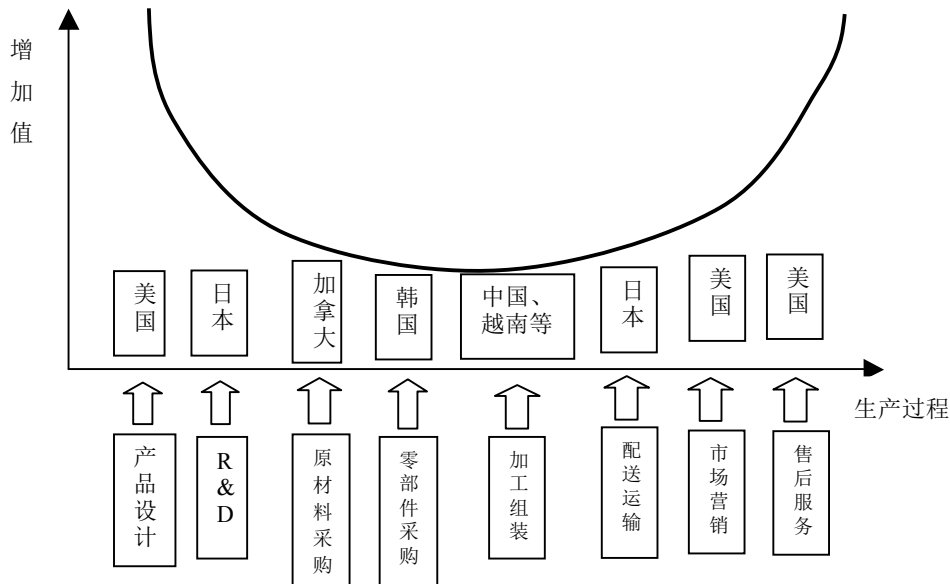 增加值
美国
日本
加拿大
韩国
中国、
越南等
日本
美国
美国
生产过程
产品设计
R&D
原材料采购
零部件采购
加工组装
配送运输
市场营销
售后服务